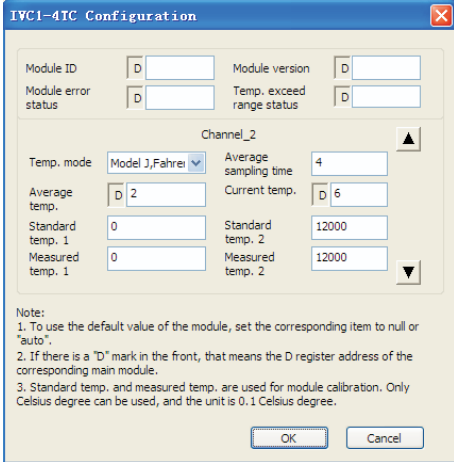 IVC1-4TC Configuration
Module ID D Module version D
Module error status D Temp. exceed range status D
Channel_2
Temp. mode Model J,Fahre Average sampling time 4
Average temp. D 2 Current temp. D 6
Standard temp. 1 0 Standard temp. 2 12000
Measured temp. 1 0 Measured temp. 2 12000
Note:
1. To use the default value of the module, set the corresponding item to null or
"auto".
2. If there is a "D" mark in the front, that means the D register address of the
corresponding main module.
3. Standard temp. and measured temp. are used for module calibration. Only
Celsius degree can be used, and the unit is 0.1 Celsius degree.
OK Cancel